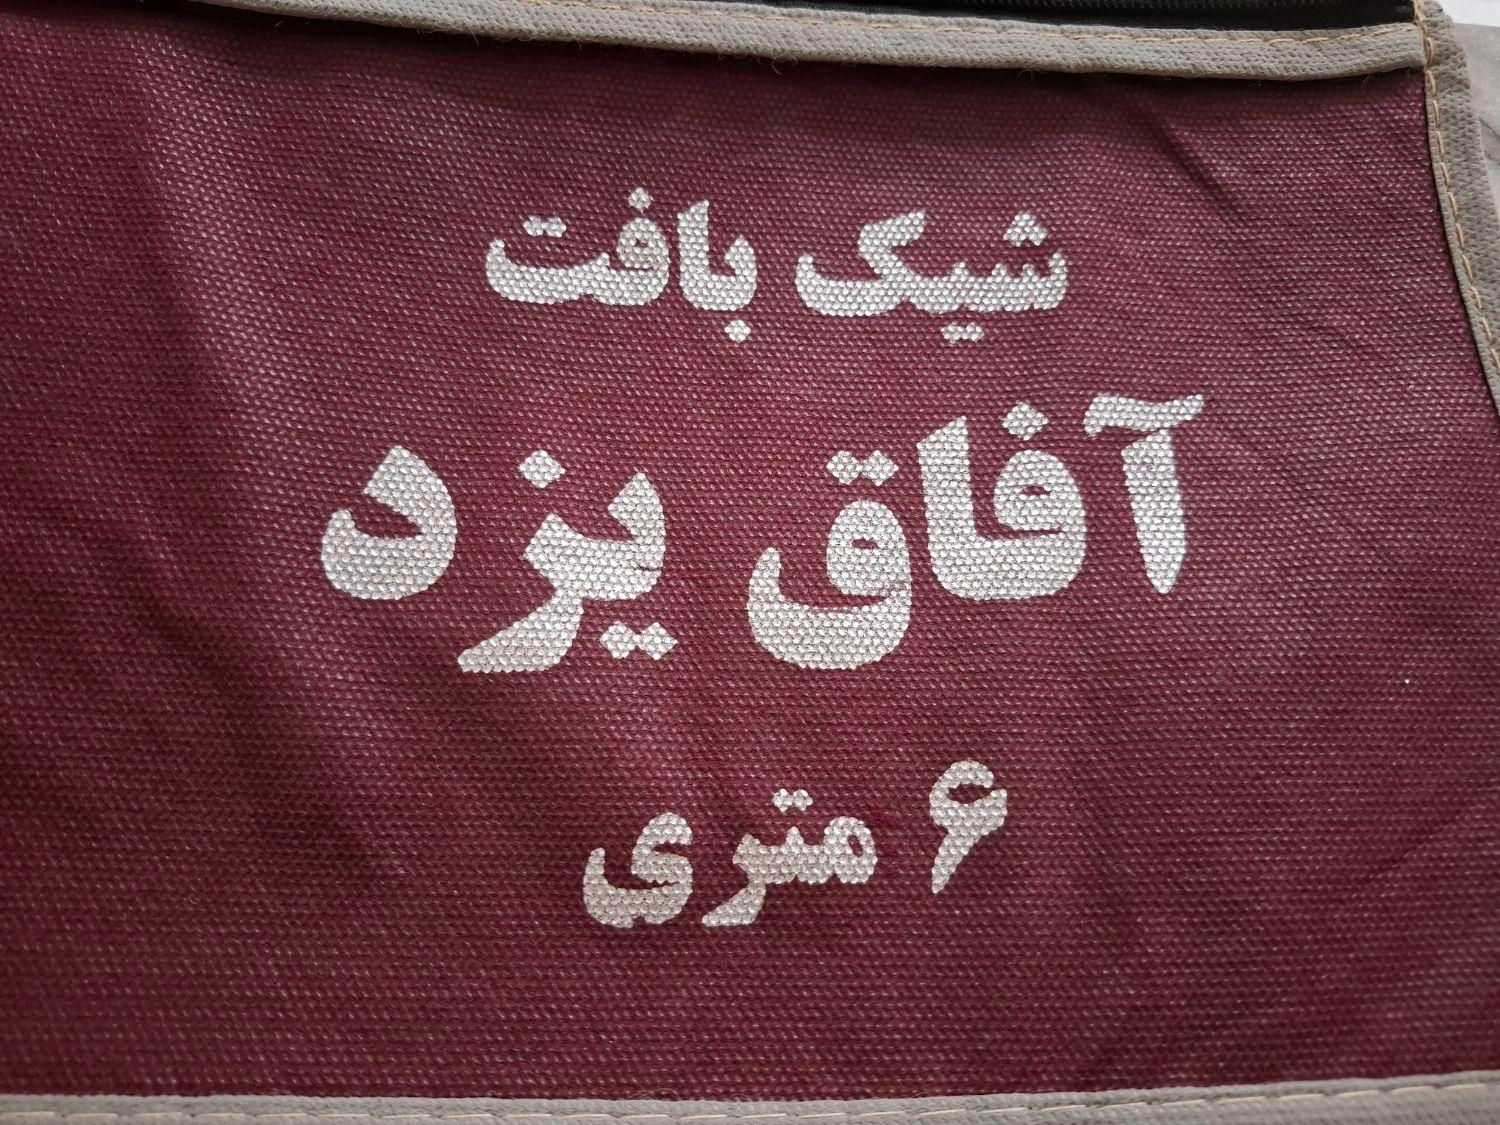 شیک بافت
آفاق یزد
۶ متری